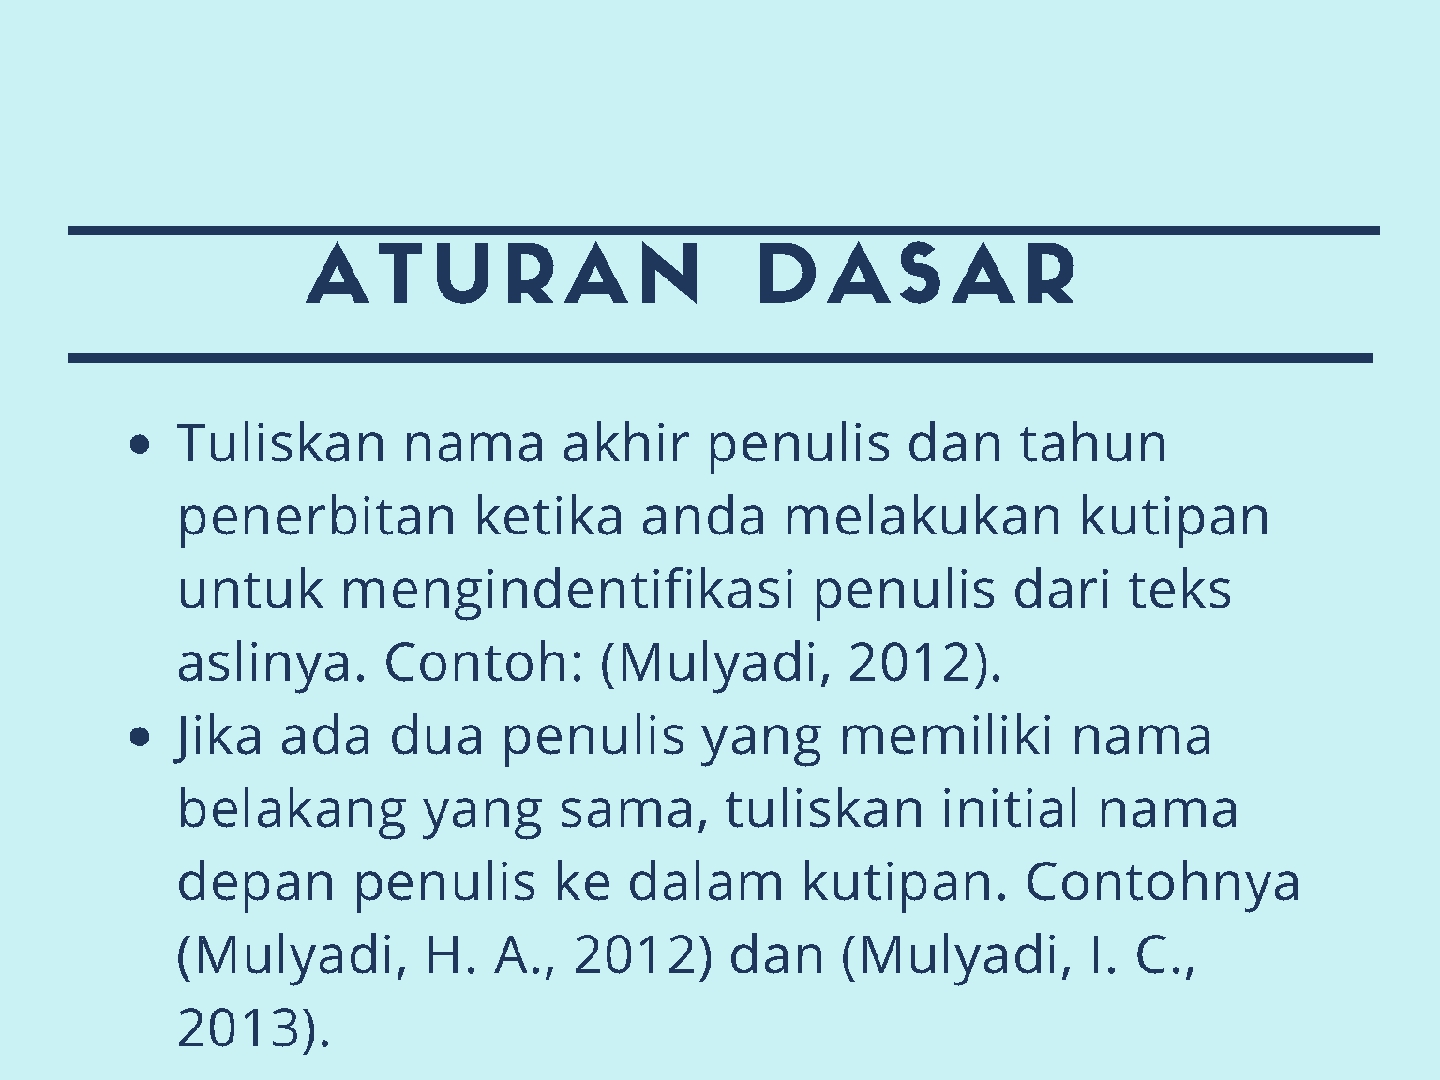 ATURAN DASAR
• Tuliskan nama akhir penulis dan tahun
penerbitan ketika anda melakukan kutipan
untuk mengindentifikasi penulis dari teks
aslinya. Contoh: (Mulyadi, 2012).
• Jika ada dua penulis yang memiliki nama
belakang yang sama, tuliskan initial nama
depan penulis ke dalam kutipan. Contohnya
(Mulyadi, H. A., 2012) dan (Mulyadi, I. C.,
2013).